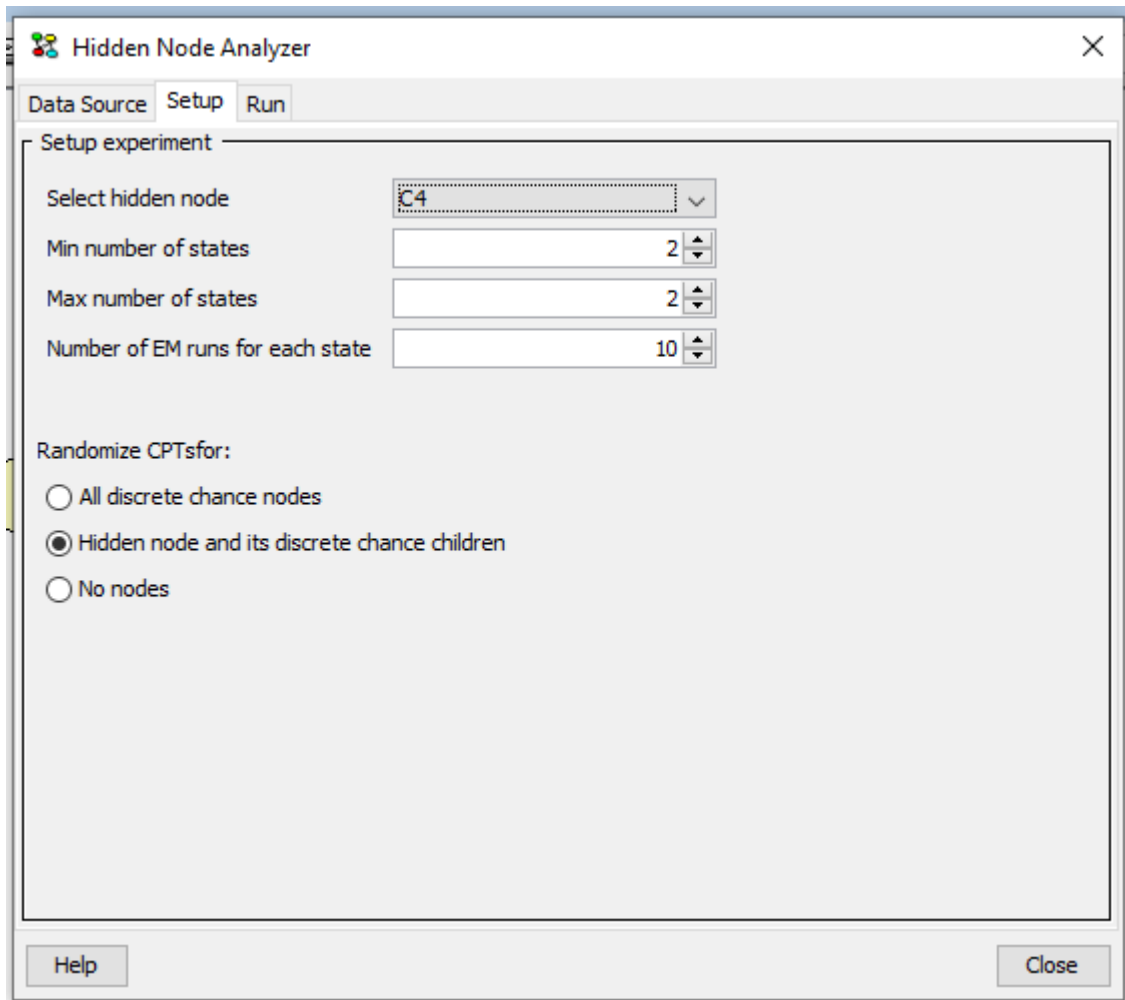 Hidden Node Analyzer
Data Source Setup Run
Setup experiment
Select hidden node C4
Min number of states 2
Max number of states 2
Number of EM runs for each state 10
Randomize CPTsfor:
All discrete chance nodes
Hidden node and its discrete chance children
No nodes
Help Close